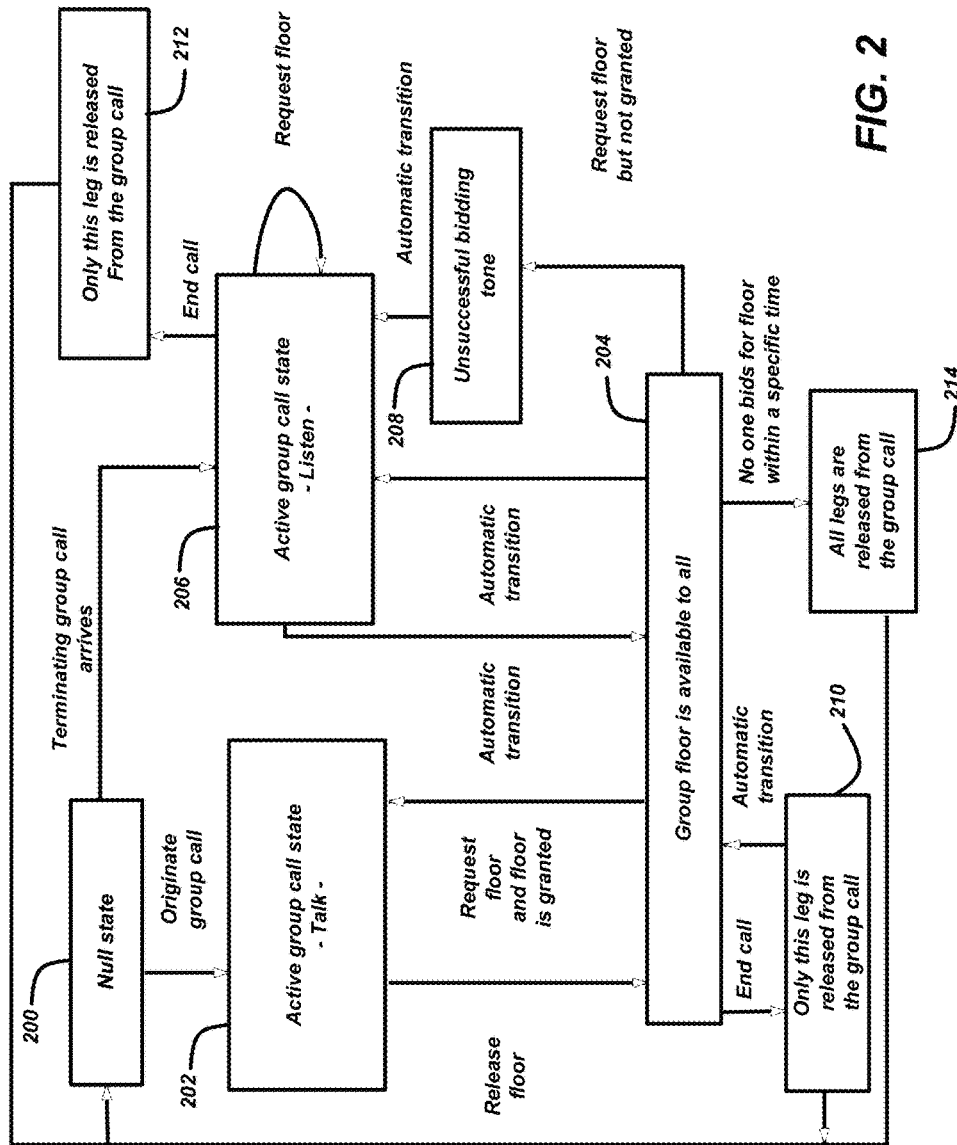 200
Null state
Terminating group call
arrives
Only this leg is released
From the group call
212
Originate
group call
End call
Request floor
202
Active group call state
- Talk -
206
Active group call state
- Listen -
Automatic transition
208
Unsuccessful bidding
tone
Release
floor
Request
floor
and floor
is granted
Automatic
transition
Automatic
transition
Request floor
but not granted
Group floor is available to all
204
End call
Automatic
transition
No one bids for floor
within a specific time
Only this leg is
released from
the group call
210
All legs are
released from
the group call
214
FIG. 2